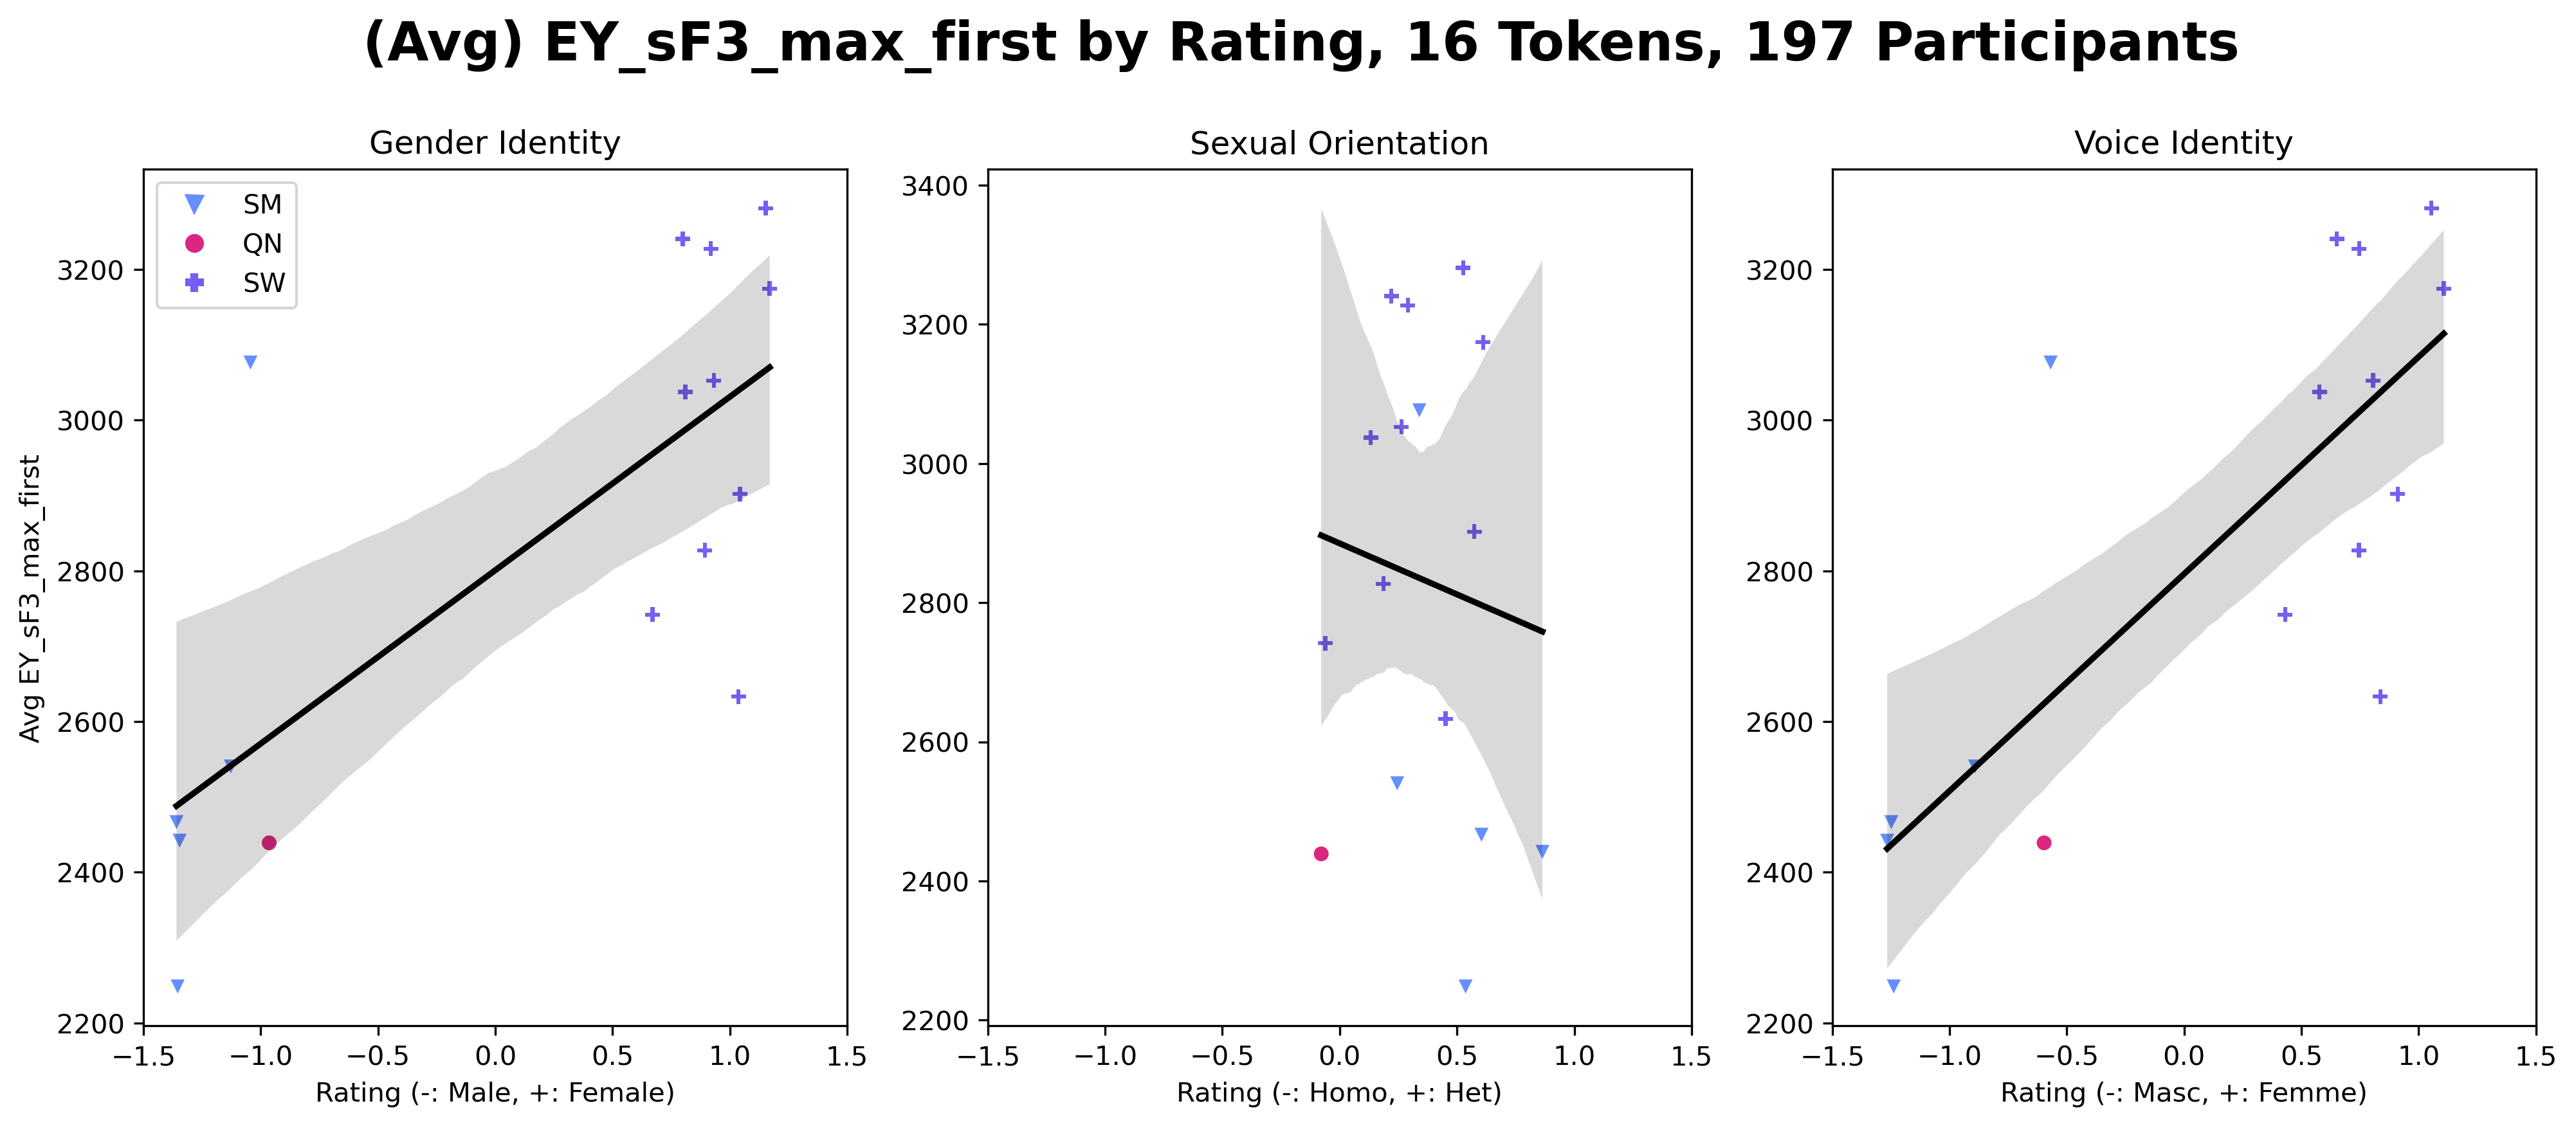 (Avg) EY_sF3_max_first by Rating, 16 Tokens, 197 Participants
Gender Identity
SM
QN
SW
Avg EY_sF3_max_first
3200
3000
2800
2600
2400
2200
−1.5 −1.0 −0.5 0.0 0.5 1.0 1.5
Rating (-: Male, +: Female)
Sexual Orientation
3400
3200
3000
2800
2600
2400
2200
−1.5 −1.0 −0.5 0.0 0.5 1.0 1.5
Rating (-: Homo, +: Het)
Voice Identity
3200
3000
2800
2600
2400
2200
−1.5 −1.0 −0.5 0.0 0.5 1.0 1.5
Rating (-: Masc, +: Femme)